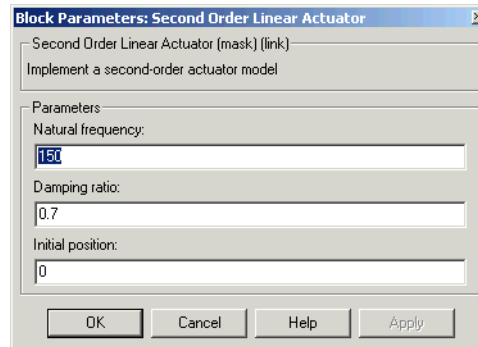 Block Parameters: Second Order Linear Actuator
Second Order Linear Actuator (mask) (link)
Implement a second-order actuator model
Parameters
Natural frequency:
150
Damping ratio:
0.7
Initial position:
0
OK Cancel Help Apply